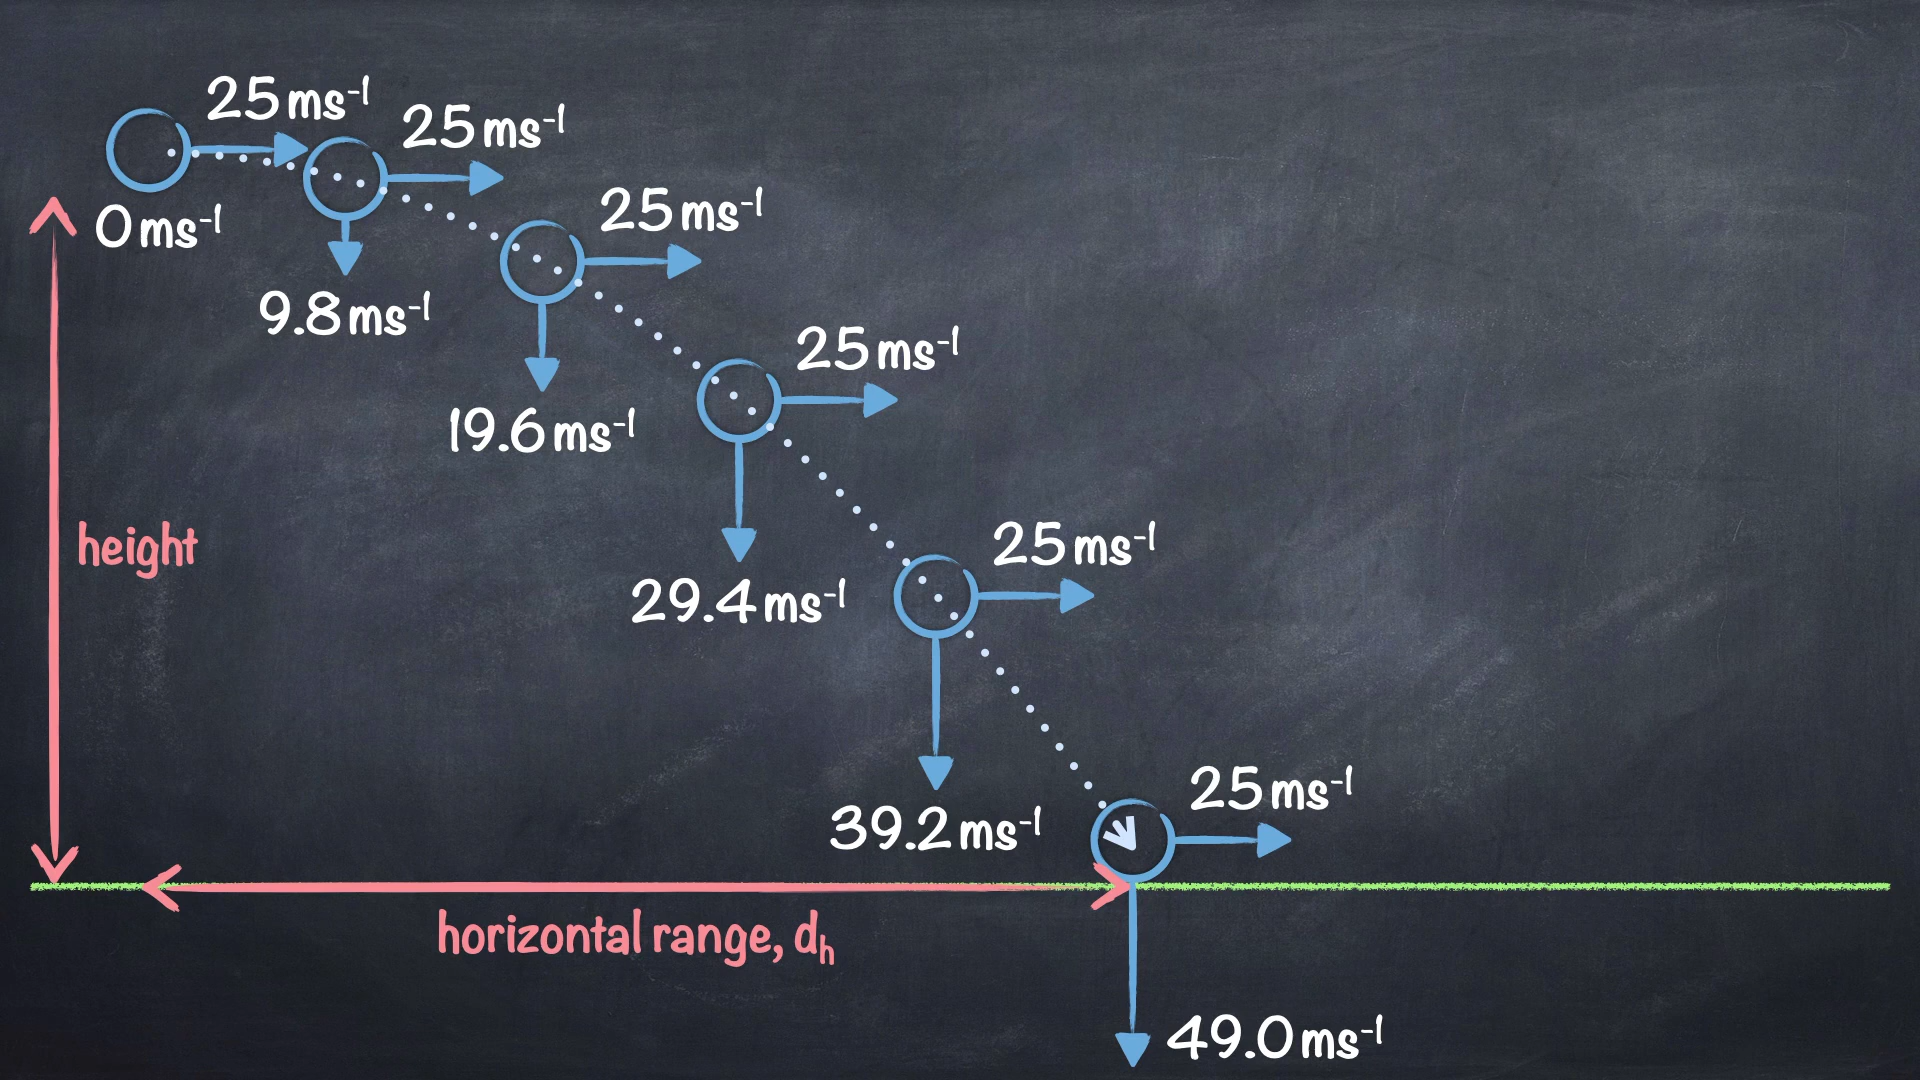 25ms⁻¹
25ms⁻¹
0ms⁻¹
25ms⁻¹
9.8ms⁻¹
25ms⁻¹
19.6ms⁻¹
height
25ms⁻¹
29.4ms⁻¹
25ms⁻¹
39.2ms⁻¹
horizontal range, dₕ
49.0ms⁻¹